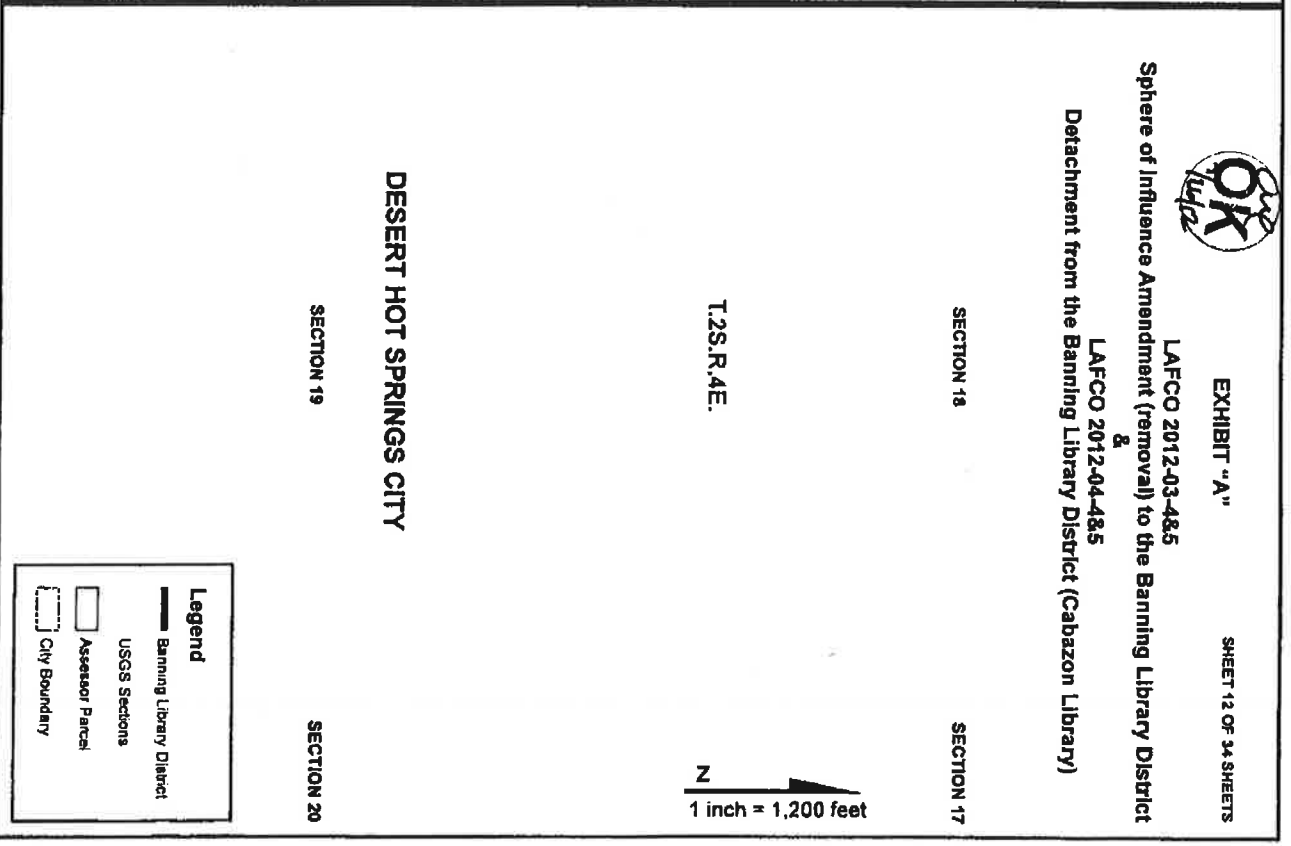 OK
EXHIBIT "A"
SHEET 12 OF 34 SHEETS
LAFCO 2012-03-4&5
Sphere of Influence Amendment (removal) to the Banning Library District
&
LAFCO 2012-04-4&5
Detachment from the Banning Library District (Cabazon Library)
SECTION 18
SECTION 17
T.2S.R.4E.
N
1 inch = 1,200 feet
DESERT HOT SPRINGS CITY
SECTION 19
SECTION 20
Legend
Banning Library District
USGS Sections
Assessor Parcel
City Boundary